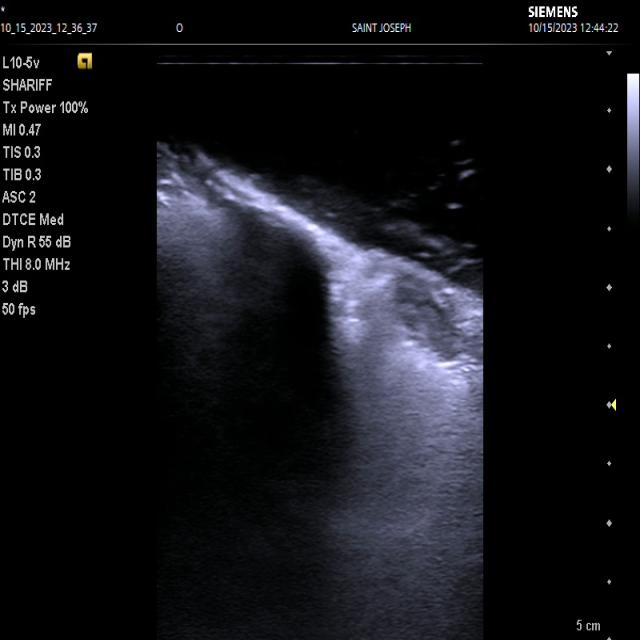 SIEMENS
10_15_2023_12_36_37 O SAINT JOSEPH 10/15/2023 12:44:22
L10-5v
SHARIFF
Tx Power 100%
MI 0.47
TIS 0.3
TIB 0.3
ASC 2
DTCE Med
Dyn R 55 dB
THI 8.0 MHz
3 dB
50 fps
5 cm